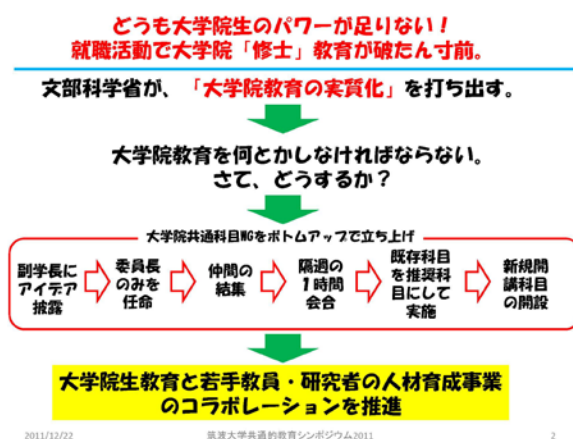 どうも大学院生のパワーが足りない！
就職活動で大学院「修士」教育が破たん寸前。
文部科学省が、「大学院教育の実質化」を打ち出す。
大学院教育を何とかしなければならない。
さて、どうするか？
大学院共通科目WGをボトムアップで立ち上げ
副学長に
アイデア
披露
委員長
のみを
任命
仲間の
結集
隔週の
1時間
会合
既存科目
を推奨科
目にして
実施
新規開
講科目
の開設
大学院生教育と若手教員・研究者の人材育成事業
のコラボレーションを推進
2011/12/22
筑波大学共通的教育シンポジウム2011
2